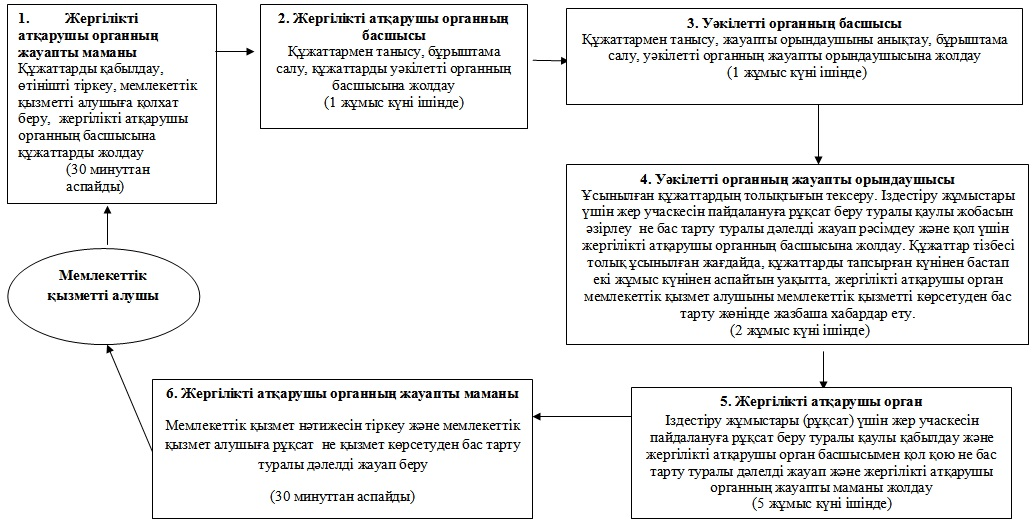 1. Жергілікті
атқарушы органның
жауапты маманы
Құжаттарды қабылдау,
өтінішті тіркеу, мемлекеттік
қызметті алушыға қолхат
беру, жергілікті атқарушы
органның басшысына
құжаттарды жолдау
(30 минуттан
аспайды)
2. Жергілікті атқарушы органның
басшысы
Құжаттармен танысу, бұрыштама
салу, құжаттарды уәкілетті органның
басшысына жолдау
(1 жұмыс күні ішінде)
3. Уәкілетті органның басшысы
Құжаттармен танысу, жауапты орындаушыны анықтау, бұрыштама
салу, уәкілетті органның жауапты орындаушысына жолдау
(1 жұмыс күні ішінде)
4. Уәкілетті органның жауапты орындаушысы
Ұсынылған құжаттардың толықтығын тексеру. Іздестіру жұмыстары
үшін жер учаскесін пайдалануға рұқсат беру туралы қаулы жобасын
әзірлеу не бас тарту туралы дәлелді жауап рәсімдеу және қол үшін
жергілікті атқарушы органның басшысына жолдау. Құжаттар тізбесі
толық ұсынылған жағдайда, құжаттарды тапсырған күнінен бастап
екі жұмыс күнінен аспайтын уақытта, жергілікті атқарушы орган
мемлекеттік қызмет алушыны мемлекеттік қызметті көрсетуден бас
тарту жөнінде жазбаша хабардар ету.
(2 жұмыс күні ішінде)
5. Жергілікті атқарушы орган
Іздестіру жұмыстары (рұқсат) үшін жер учаскесін
пайдалануға рұқсат беру туралы қаулы қабылдау және
жергілікті атқарушы орган басшысымен қол қою не бас
тарту туралы дәлелді жауап және жергілікті атқарушы
органның жауапты маманы жолдау
(5 жұмыс күні ішінде)
6. Жергілікті атқарушы органның жауапты маманы
Мемлекеттік қызмет нәтижесін тіркеу және мемлекеттік
қызмет алушыға рұқсат не қызмет көрсетуден бас тарту
туралы дәлелді жауап беру
(30 минуттан аспайды)
Мемлекеттік
қызметті алушы